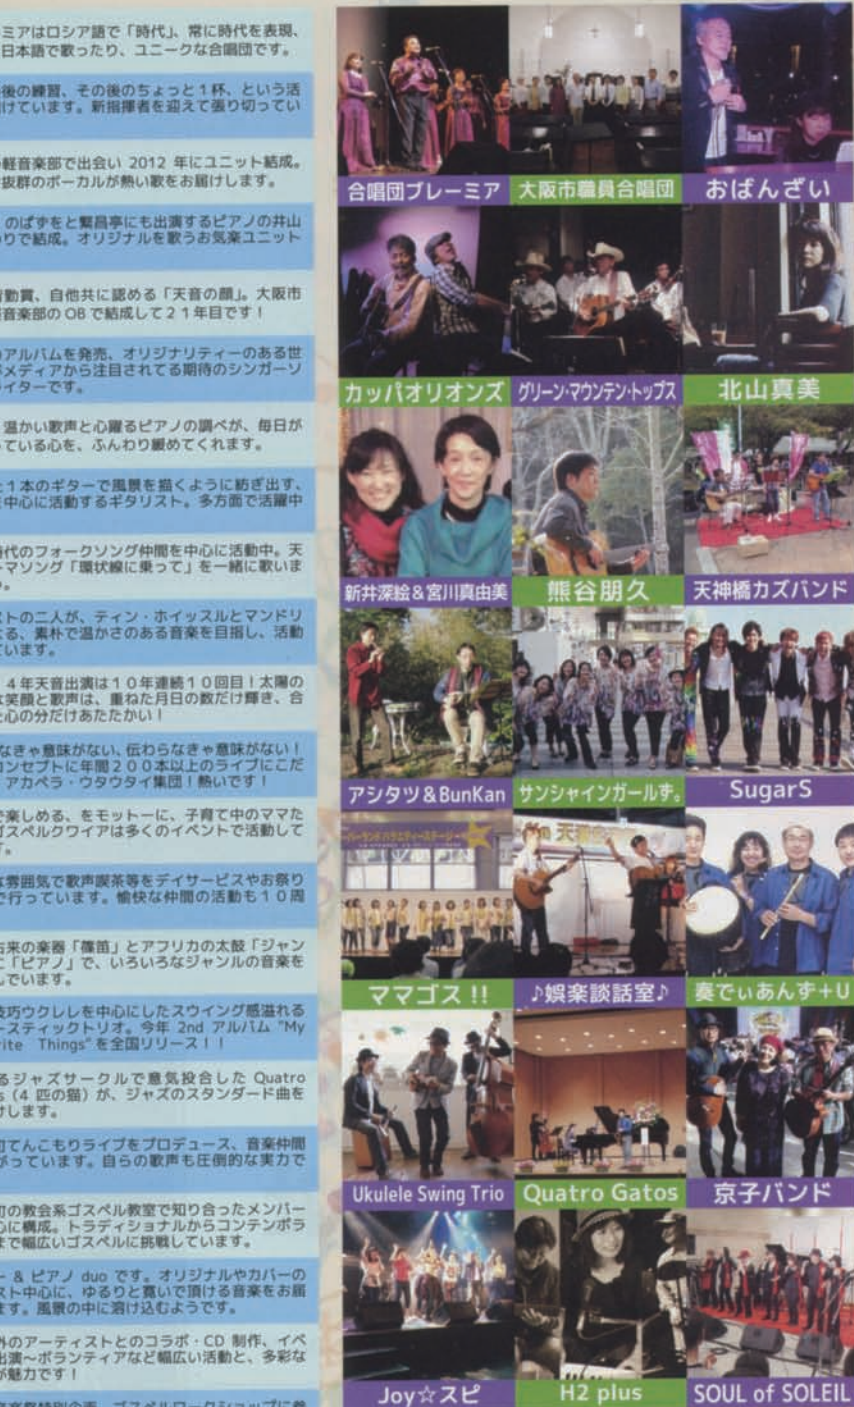 ミアはロシア語で「時代」、常に時代を表現、
日本語で歌ったり、ユニークな合唱団です。
後の練習、その後のちょっと１杯、という活
けています。新指揮者を迎えて張り切ってい
軽音楽部で出会い 2012 年にユニット結成。
抜群のボーカルが熱い歌をお届けします。
のぱずをと繁昌亭にも出演するピアノの井山
りで結成。オリジナルを歌うお気楽ユニット
勤賞、自他共に認める「天音の顔」。大阪市
音楽部の OB で結成して２１年目です！
アルバムを発売、オリジナリティーのある世
メディアから注目されてる期待のシンガーソ
イターです。
温かい歌声と心躍るピアノの調べが、毎日が
ている心を、ふんわり緩めてくれます。
１本のギターで風景を描くように紡ぎ出す、
中心に活動するギタリスト。多方面で活躍中
時代のフォークソング仲間を中心に活動中。天
マソング「環状線に乗って」を一緒に歌いま
。
ストの二人が、ティン・ホイッスルとマンドリ
る、素朴で温かさのある音楽を目指し、活動
ています。
４年天音出演は１０年連続１０回目！太陽の
な笑顔と歌声は、重ねた月日の数だけ輝き、合
た心の分だけあたたかい！
なきゃ意味がない、伝わらなきゃ意味がない！
コンセプトに年間２００本以上のライブにこだ
アカペラ・ウタウタイ集団！熱いです！
で楽しめる、をモットーに、子育て中のママた
ゴスペルクワイアは多くのイベントで活動して
す。
な雰囲気で歌声喫茶等をデイサービスやお祭り
で行っています。愉快な仲間の活動も１０周
古来の楽器「篠笛」とアフリカの太鼓「ジャン
に「ピアノ」で、いろいろなジャンルの音楽を
んでいます。
技巧ウクレレを中心にしたスウイング感溢れる
ースティックトリオ。今年 2nd アルバム "My
rite Things" を全国リリース！！
るジャズサークルで意気投合した Quatro
s（4 匹の猫）が、ジャズのスタンダード曲を
けします。
町てんこもりライブをプロデュース、音楽仲間
がっています。自らの歌声も圧倒的な実力で
町の教会系ゴスペル教室で知り合ったメンバー
心に構成。トラディショナルからコンテンポラ
まで幅広いゴスペルに挑戦しています。
ー & ピアノ duo です。オリジナルやカバーの
スト中心に、ゆるりと寛いで頂ける音楽をお届
ます。風景の中に溶け込むようです。
外のアーティストとのコラボ・CD 制作、イベ
出演～ボランティアなど幅広い活動と、多彩な
が魅力です！
合唱団ブレーミア
大阪市職員合唱団
おばんざい
カッパオリオンズ
グリーン・マウンテン・トップス
北山真美
新井深絵＆宮川真由美
熊谷朋久
天神橋カズバンド
アシタツ＆BunKan
サンシャインガールず。
SugarS
ママゴス !!
♪娯楽談話室♪
奏でぃあんず＋U
Ukulele Swing Trio
Quatro Gatos
京子バンド
Joy☆スピ
H2 plus
SOUL of SOLEIL